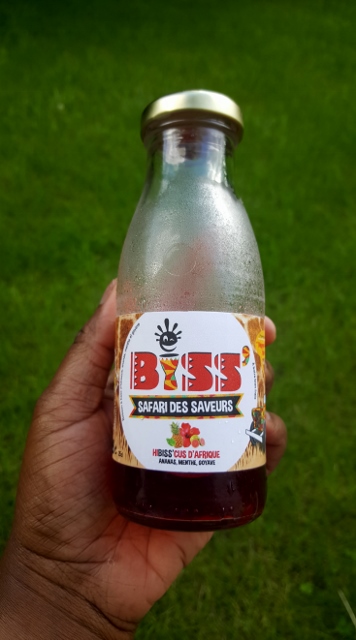 BISS'
SAFARI DES SAVEURS
HIBISS'CUS D'AFRIQUE
ANANAS, MENTHE, GOYAVE